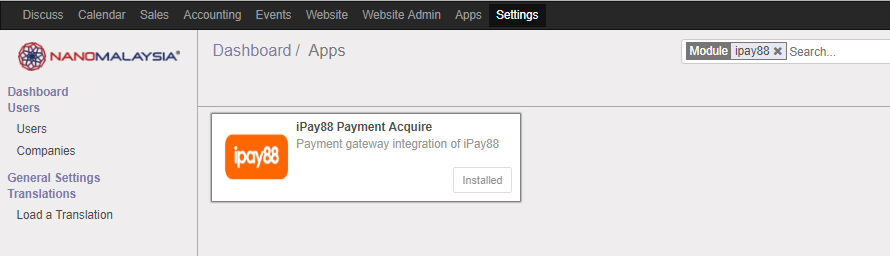 Discuss Calendar Sales Accounting Events Website Website Admin Apps Settings
NANOMALAYSIA®
Dashboard / Apps
Module ipay88 ✖ Search...
Dashboard
Users
Users
Companies
General Settings
Translations
Load a Translation
ipay88
iPay88 Payment Acquire
Payment gateway integration of iPay88
Installed